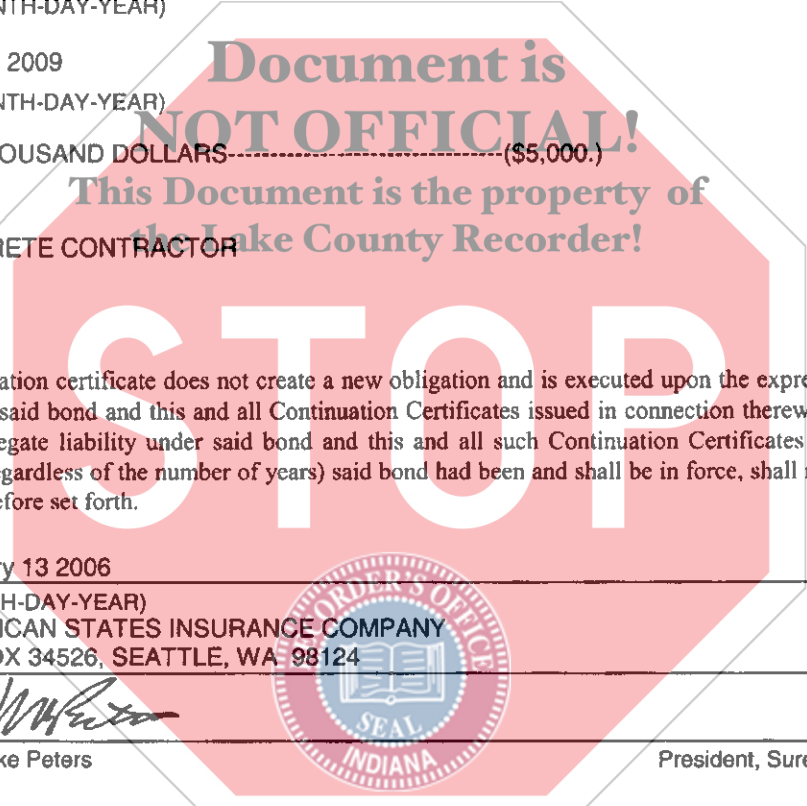 NTH-DAY-YEAR)
2009
Document is
NTH-DAY-YEAR)
NOT OFFICIAL!
OUSAND DOLLARS-----------------------------------($5,000.)
This Document is the property of
RETE CONTRACTOR
the Lake County Recorder!
STOP
ation certificate does not create a new obligation and is executed upon the expre
said bond and this and all Continuation Certificates issued in connection therew
egate liability under said bond and this and all such Continuation Certificates
egardless of the number of years) said bond had been and shall be in force, shall
efore set forth.
ry 13 2006
H-DAY-YEAR)
ICAN STATES INSURANCE COMPANY
OX 34526, SEATTLE, WA 98124
RECORDER'S OFFICE
SEAL
INDIANA
ke Peters President, Sure